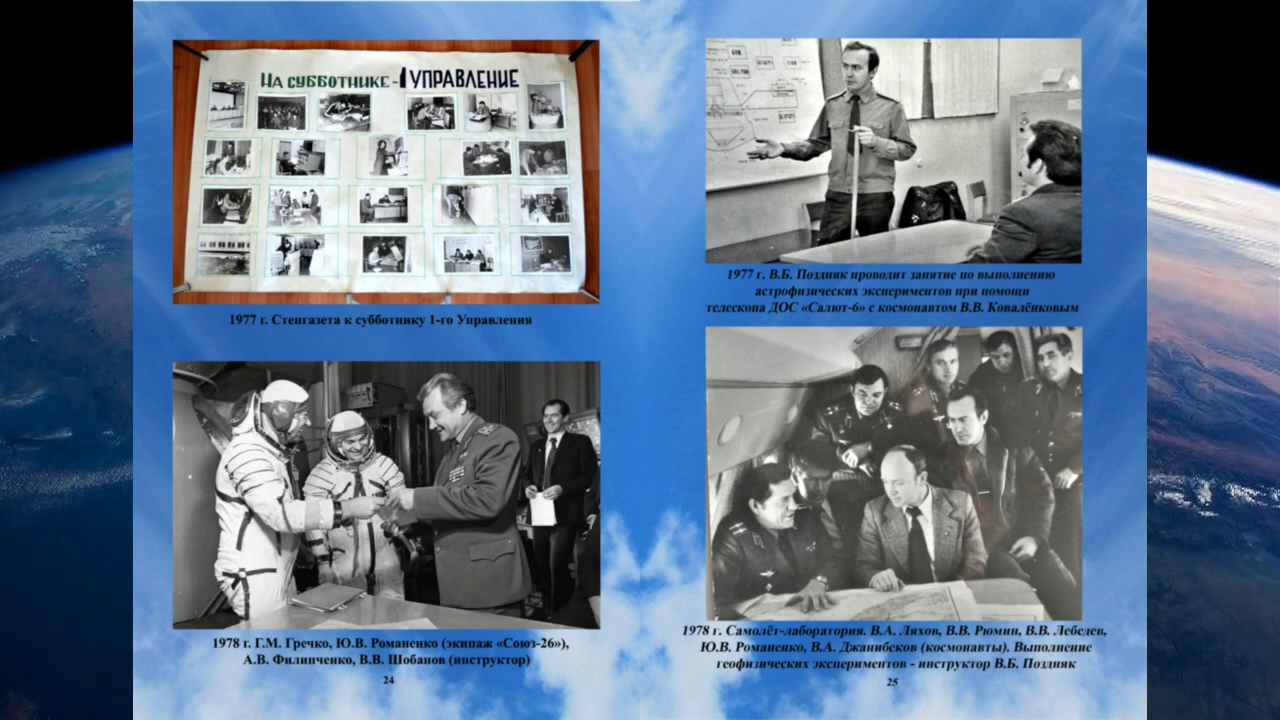 На субботнике - 1 управление
1977 г. Стенгазета к субботнику 1-го Управления
1978 г. Г.М. Гречко, Ю.В. Романенко (экипаж «Союз-26»),
А.В. Филипченко, В.В. Шобанов (инструктор)
24
1977 г. В.Б. Поздняк проводит занятие по выполнению
астрофизических экспериментов при помощи
телескопа ДОС «Салют-6» с космонавтом В.В. Ковалёнковым
1978 г. Самолёт-лаборатория. В.А. Ляхов, В.В. Рюмин, В.В. Лебедев,
Ю.В. Романенко, В.А. Джанибеков (космонавты). Выполнение
геофизических экспериментов - инструктор В.Б. Поздняк
25